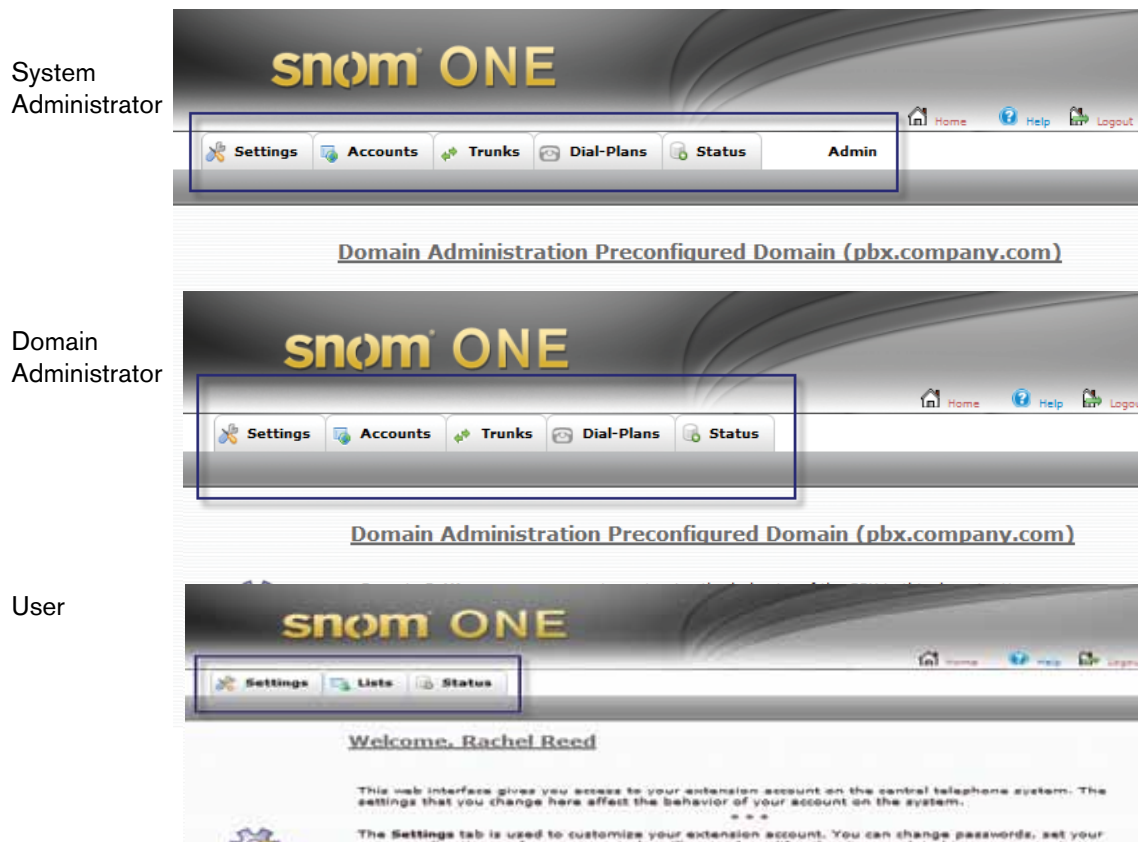 System
Administrator
snom ONE
Home Help Logout
Settings Accounts Trunks Dial-Plans Status Admin
Domain Administration Preconfigured Domain (pbx.company.com)
Domain
Administrator
snom ONE
Home Help Logou
Settings Accounts Trunks Dial-Plans Status
Domain Administration Preconfigured Domain (pbx.company.com)
User
snom ONE
Home Help Logou
Settings Lists Status
Welcome, Rachel Reed
This web interface gives you access to your extension account on the central telephone system. The
settings that you change here affect the behavior of your account on the system.
* * *
The Settings tab is used to customize your extension account. You can change passwords, set your